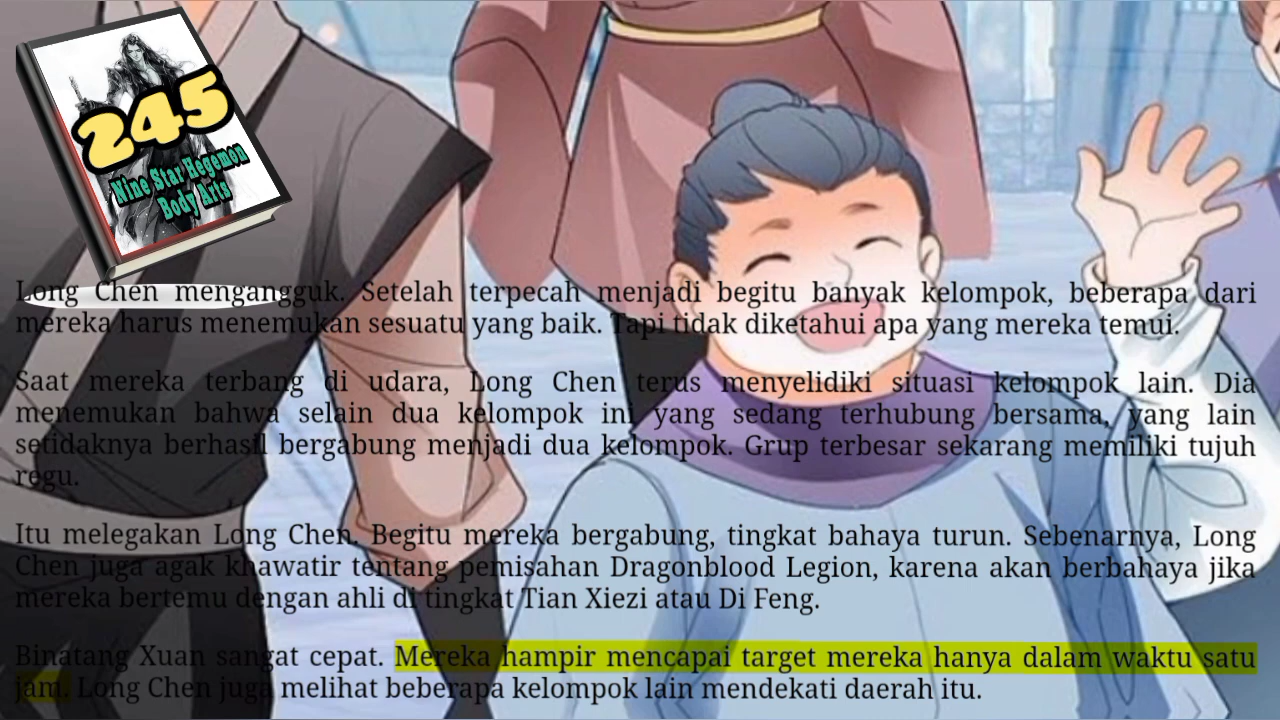 245
Nine Star Hegemon
Body Arts
Long Chen mengangguk. Setelah terpecah menjadi begitu banyak kelompok, beberapa dari
mereka harus menemukan sesuatu yang baik. Tapi tidak diketahui apa yang mereka temui.
Saat mereka terbang di udara, Long Chen terus menyelidiki situasi kelompok lain. Dia
menemukan bahwa selain dua kelompok ini yang sedang terhubung bersama, yang lain
setidaknya berhasil bergabung menjadi dua kelompok. Grup terbesar sekarang memiliki tujuh
regu.
Itu melegakan Long Chen. Begitu mereka bergabung, tingkat bahaya turun. Sebenarnya, Long
Chen juga agak khawatir tentang pemisahan Dragonblood Legion, karena akan berbahaya jika
mereka bertemu dengan ahli di tingkat Tian Xiezi atau Di Feng.
Binatang Xuan sangat cepat. Mereka hampir mencapai target mereka hanya dalam waktu satu
jam. Long Chen juga melihat beberapa kelompok lain mendekati daerah itu.